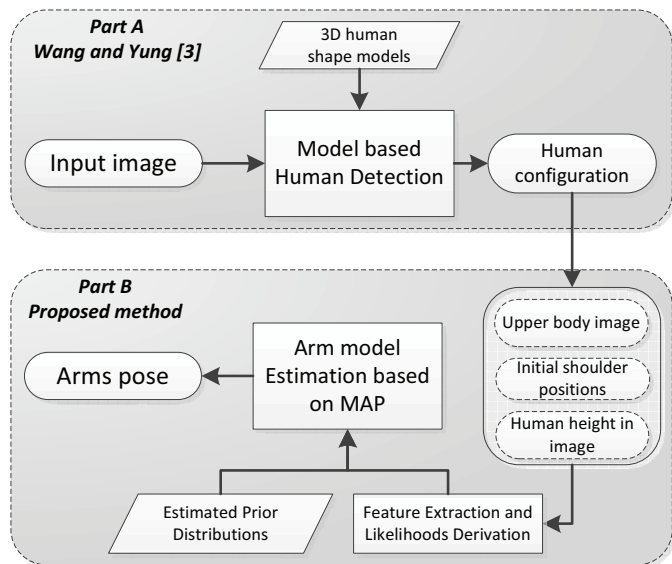 Part A
Wang and Yung [3]
3D human
shape models
Input image
Model based
Human Detection
Human
configuration
Part B
Proposed method
Upper body image
Initial shoulder
positions
Human height in
image
Arm model
Estimation based
on MAP
Arms pose
Estimated Prior
Distributions
Feature Extraction and
Likelihoods Derivation